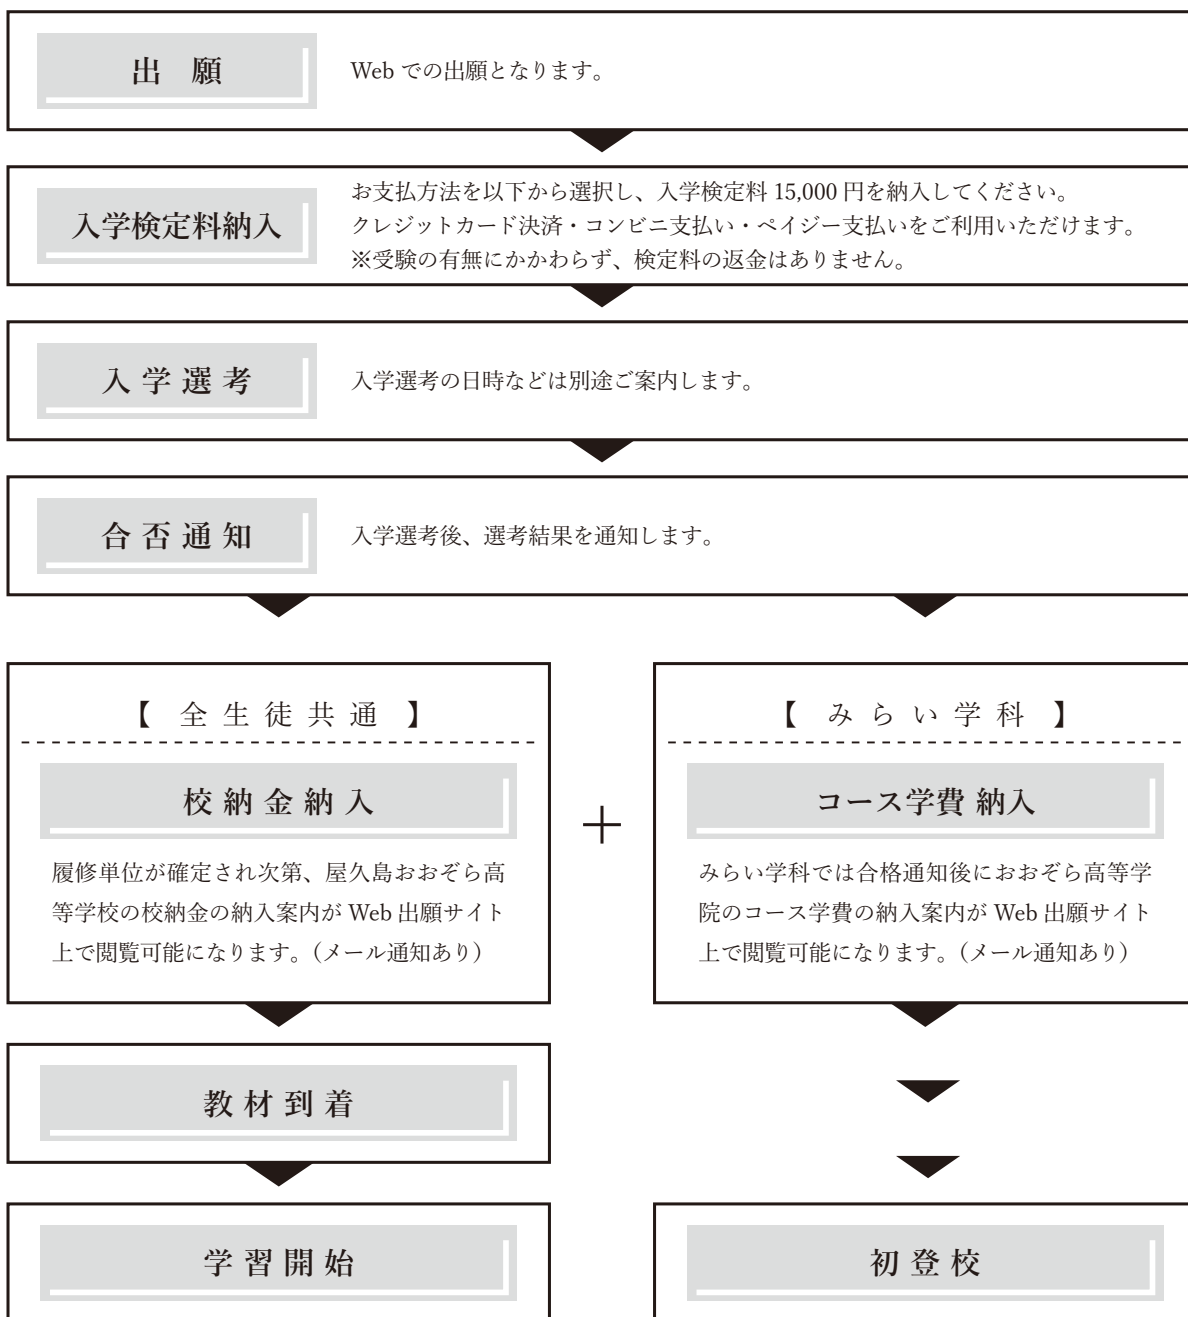 出願
Web での出願となります。
入学検定料納入
お支払方法を以下から選択し、入学検定料 15,000 円を納入してください。
クレジットカード決済・コンビニ支払い・ペイジー支払いをご利用いただけます。
※受験の有無にかかわらず、検定料の返金はありません。
入学選考
入学選考の日時などは別途ご案内します。
合否通知
入学選考後、選考結果を通知します。
【 全生徒共通 】
校納金納入
履修単位が確定され次第、屋久島おおぞら高
等学校の校納金の納入案内が Web 出願サイト
上で閲覧可能になります。(メール通知あり)
+
【 みらい学科 】
コース学費 納入
みらい学科では合格通知後におおぞら高等学
院のコース学費の納入案内が Web 出願サイト
上で閲覧可能になります。(メール通知あり)
教材到着
学習開始
初登校